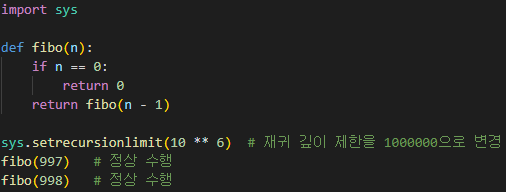 import sys
def fibo(n):
    if n == 0:
        return 0
    return fibo(n - 1)
sys.setrecursionlimit(10 ** 6)  # 재귀 깊이 제한을 1000000으로 변경
fibo(997)   # 정상 수행
fibo(998)   # 정상 수행